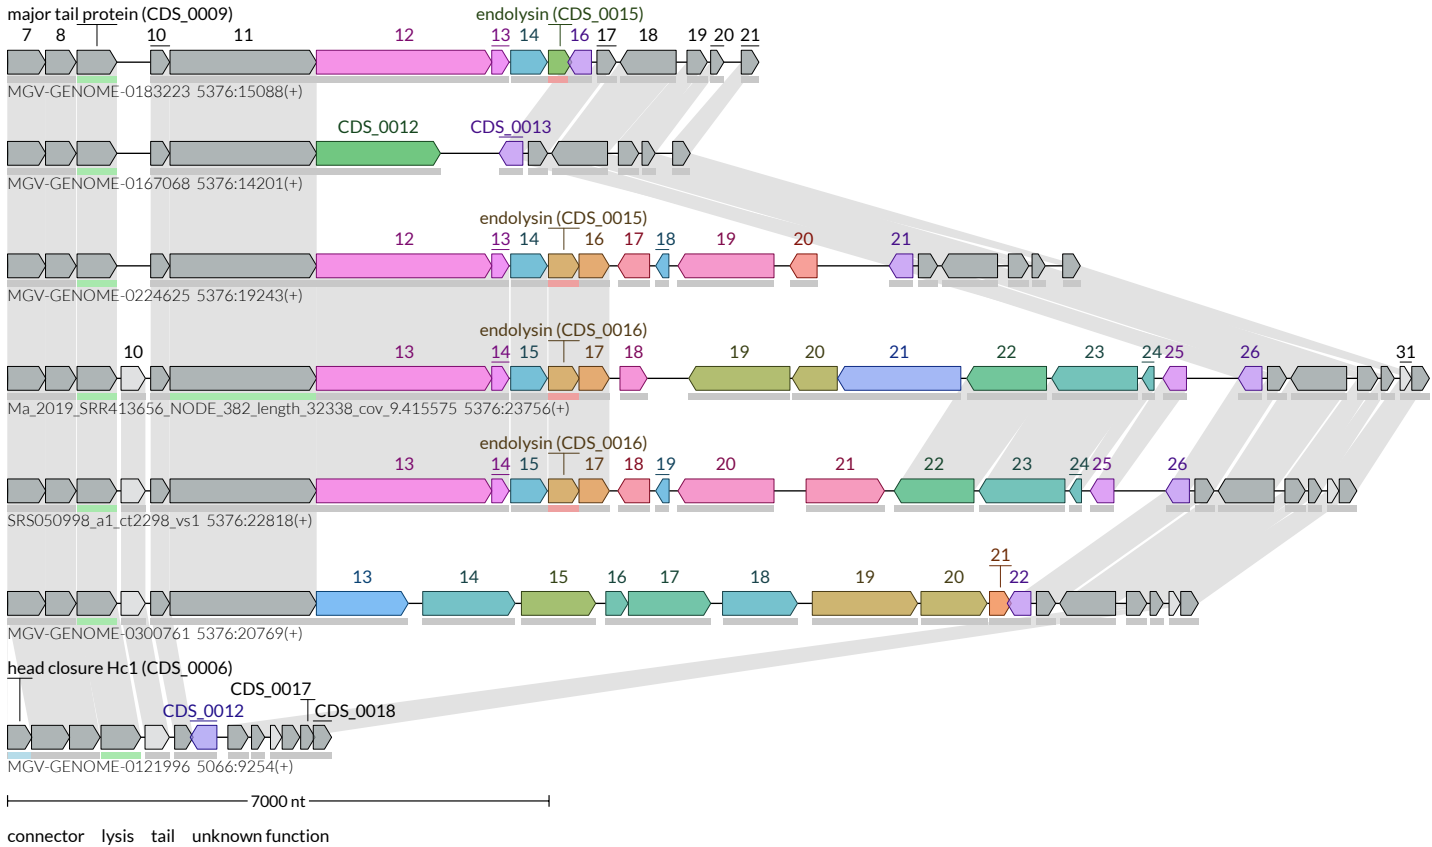 major tail protein (CDS_0009) endolysin (CDS_0015)
7 8 10 11 12 13 14 16 17 18 19 20 21
MGV-GENOME-0183223 5376:15088(+)
CDS_0012 CDS_0013
MGV-GENOME-0167068 5376:14201(+)
endolysin (CDS_0015)
12 13 14 16 17 18 19 20 21
MGV-GENOME-0224625 5376:19243(+)
endolysin (CDS_0016)
10 13 14 15 17 18 19 20 21 22 23 24 25 26 31
Ma_2019_SRR413656_NODE_382_length_32338_cov_9.415575 5376:23756(+)
endolysin (CDS_0016)
13 14 15 17 18 19 20 21 22 23 24 25 26
SRS050998_a1_ct2298_vs1 5376:22818(+)
21
13 14 15 16 17 18 19 20 22
MGV-GENOME-0300761 5376:20769(+)
head closure Hc1 (CDS_0006)
CDS_0017
CDS_0012 CDS_0018
MGV-GENOME-0121996 5066:9254(+)
7000 nt
connector lysis tail unknown function